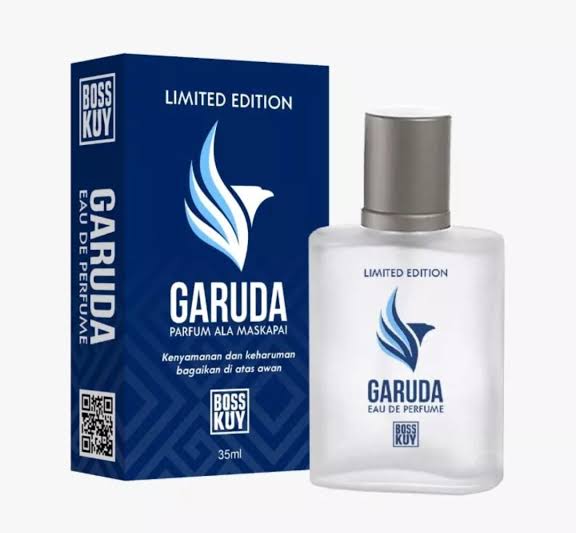 BOSS
KUY
GARUDA
EAU DE PERFUME
LIMITED EDITION
GARUDA
PARFUM ALA MASKAPAI
Kenyamanan dan keharuman
bagaikan di atas awan
BOSS
KUY
35ml
LIMITED EDITION
GARUDA
EAU DE PERFUME
BOSS
KUY